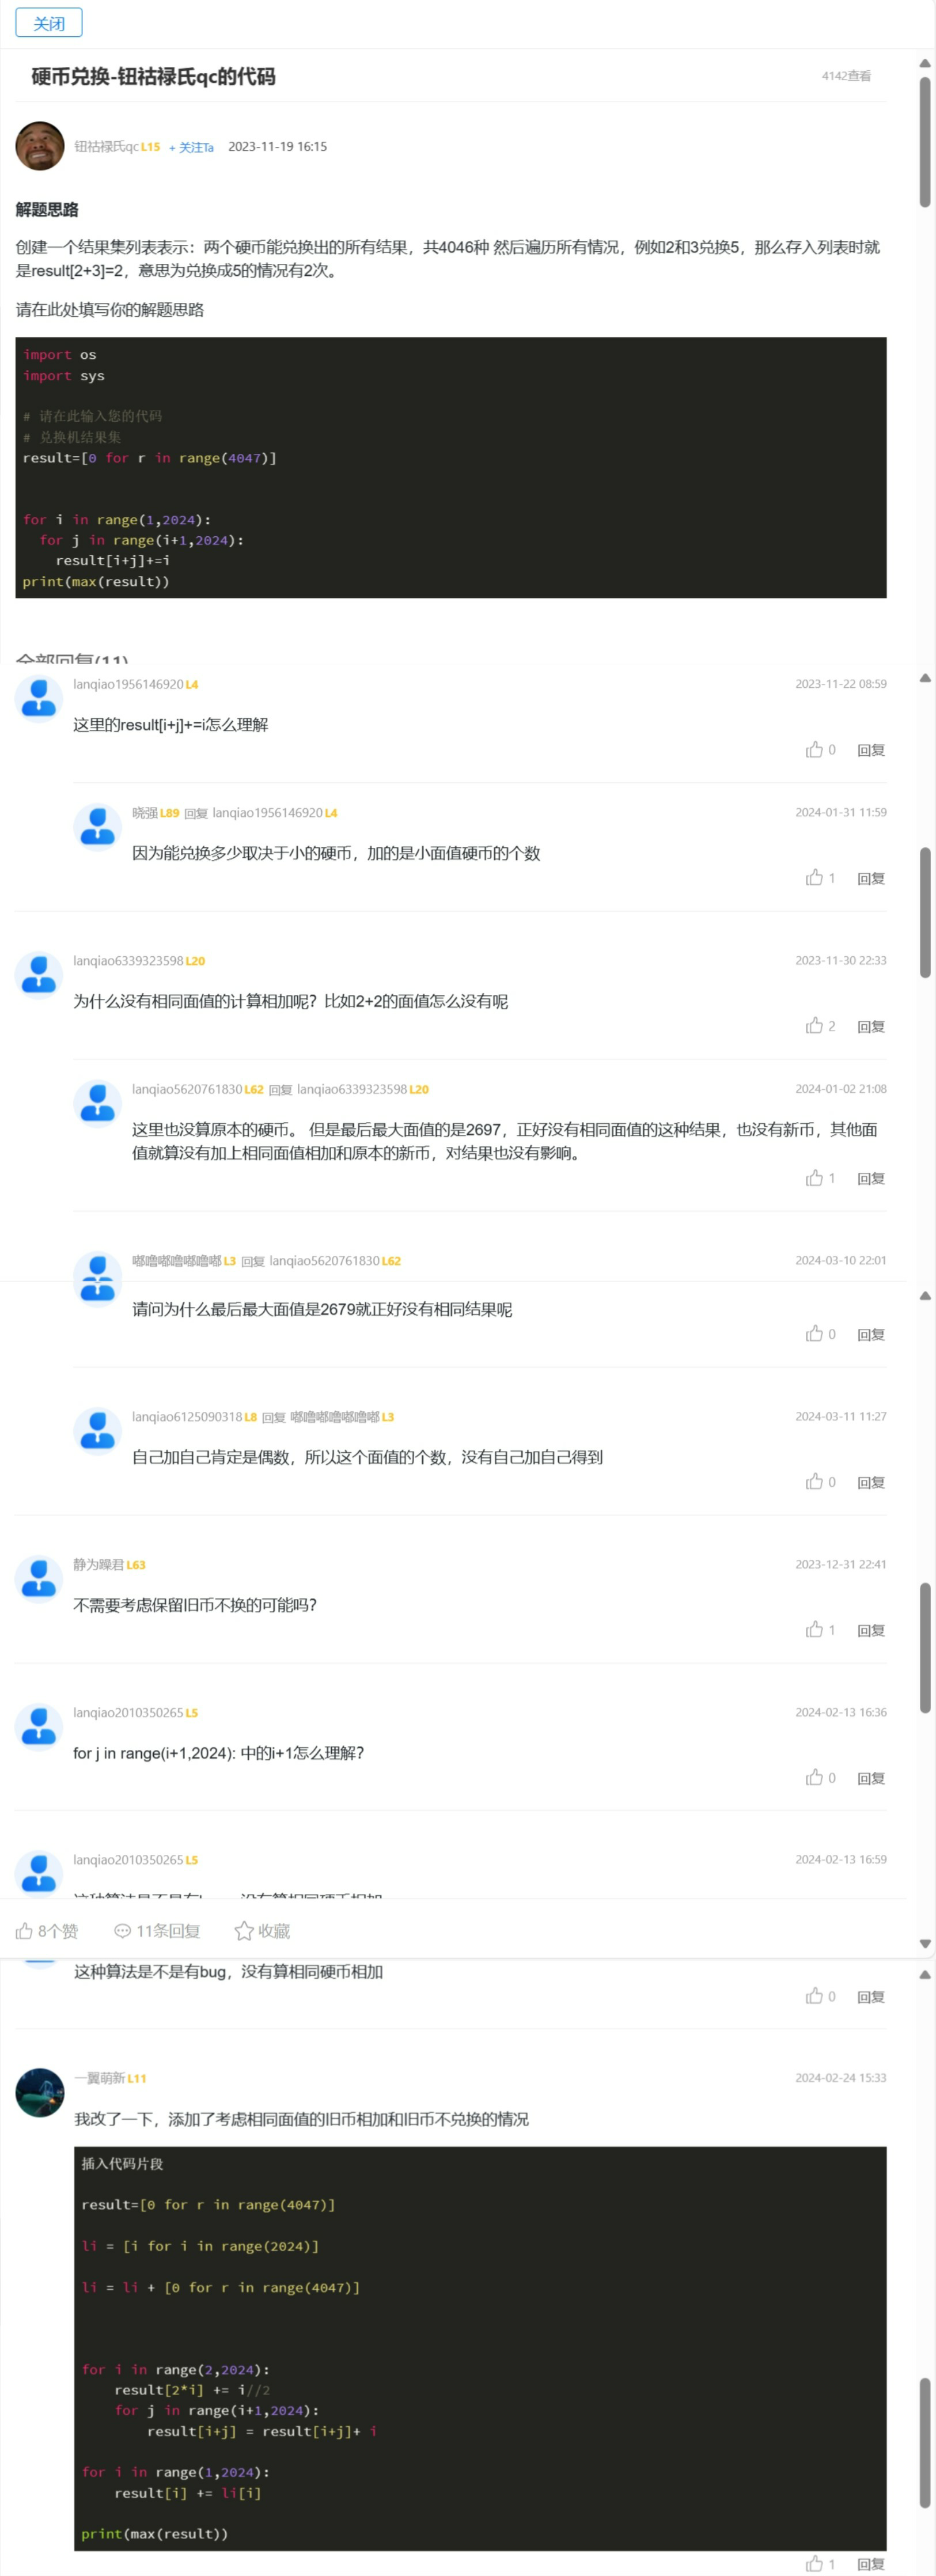 关闭
硬币兑换-钮祜禄氏qc的代码
4142查看
钮祜禄氏qc L15 + 关注Ta 2023-11-19 16:15
解题思路
创建一个结果集列表表示：两个硬币能兑换出的所有结果，共4046种 然后遍历所有情况，例如2和3兑换5，那么存入列表时就
是result[2+3]=2，意思为兑换成5的情况有2次。
请在此处填写你的解题思路
import os
import sys
# 请在此输入您的代码
# 兑换机结果集
result=[0 for r in range(4047)]
for i in range(1,2024):
  for j in range(i+1,2024):
    result[i+j]+=i
print(max(result))
全部回复(11)
lanqiao1956146920 L4 2023-11-22 08:59
这里的result[i+j]+=i怎么理解
0 回复
晓强 L89 回复 lanqiao1956146920 L4 2024-01-31 11:59
因为能兑换多少取决于小的硬币，加的是小面值硬币的个数
1 回复
lanqiao6339323598 L20 2023-11-30 22:33
为什么没有相同面值的计算相加呢？比如2+2的面值怎么没有呢
2 回复
lanqiao5620761830 L62 回复 lanqiao6339323598 L20 2024-01-02 21:08
这里也没算原本的硬币。 但是最后最大面值的是2697，正好没有相同面值的这种结果，也没有新币，其他面
值就算没有加上相同面值相加和原本的新币，对结果也没有影响。
1 回复
嘟噜嘟噜嘟噜嘟 L3 回复 lanqiao5620761830 L62 2024-03-10 22:01
请问为什么最后最大面值是2679就正好没有相同结果呢
0 回复
lanqiao6125090318 L8 回复 嘟噜嘟噜嘟噜嘟 L3 2024-03-11 11:27
自己加自己肯定是偶数，所以这个面值的个数，没有自己加自己得到
0 回复
静为躁君 L63 2023-12-31 22:41
不需要考虑保留旧币不换的可能吗？
1 回复
lanqiao2010350265 L5 2024-02-13 16:36
for j in range(i+1,2024): 中的i+1怎么理解？
0 回复
lanqiao2010350265 L5 2024-02-13 16:59
8个赞 11条回复 收藏
这种算法是不是有bug，没有算相同硬币相加
0 回复
一翼萌新 L11 2024-02-24 15:33
我改了一下，添加了考虑相同面值的旧币相加和旧币不兑换的情况
插入代码片段
result=[0 for r in range(4047)]
li = [i for i in range(2024)]
li = li + [0 for r in range(4047)]
for i in range(2,2024):
    result[2*i] += i//2
    for j in range(i+1,2024):
        result[i+j] = result[i+j]+ i
for i in range(1,2024):
    result[i] += li[i]
print(max(result))
1 回复